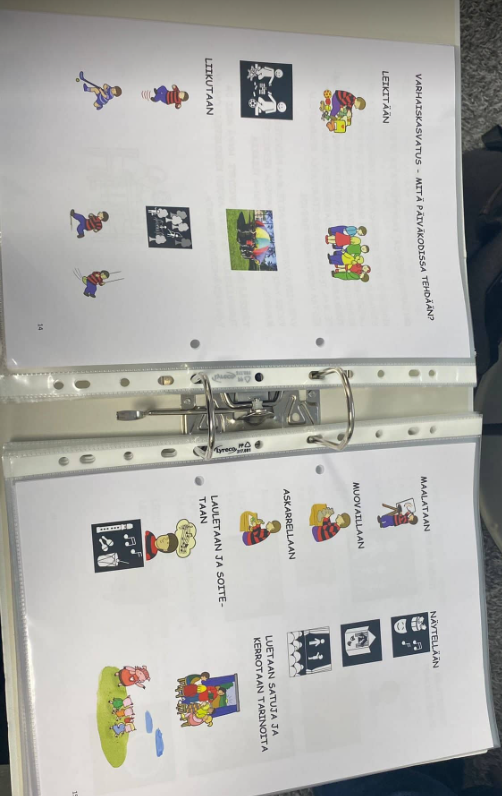 VARHAISKASVATUS - MITÄ PÄIVÄKODISSA TEHDÄÄN?
LEIKITÄÄN
LIIKUTAAN
14
Lyreco
MAALATAAN
MUOVAILLAAN
ASKARRELLAAN
LAULETAAN JA SOITE-
TAAN
NÄYTELLÄÄN
LUETAAN SATUJA JA
KERROTAAN TARINOITA